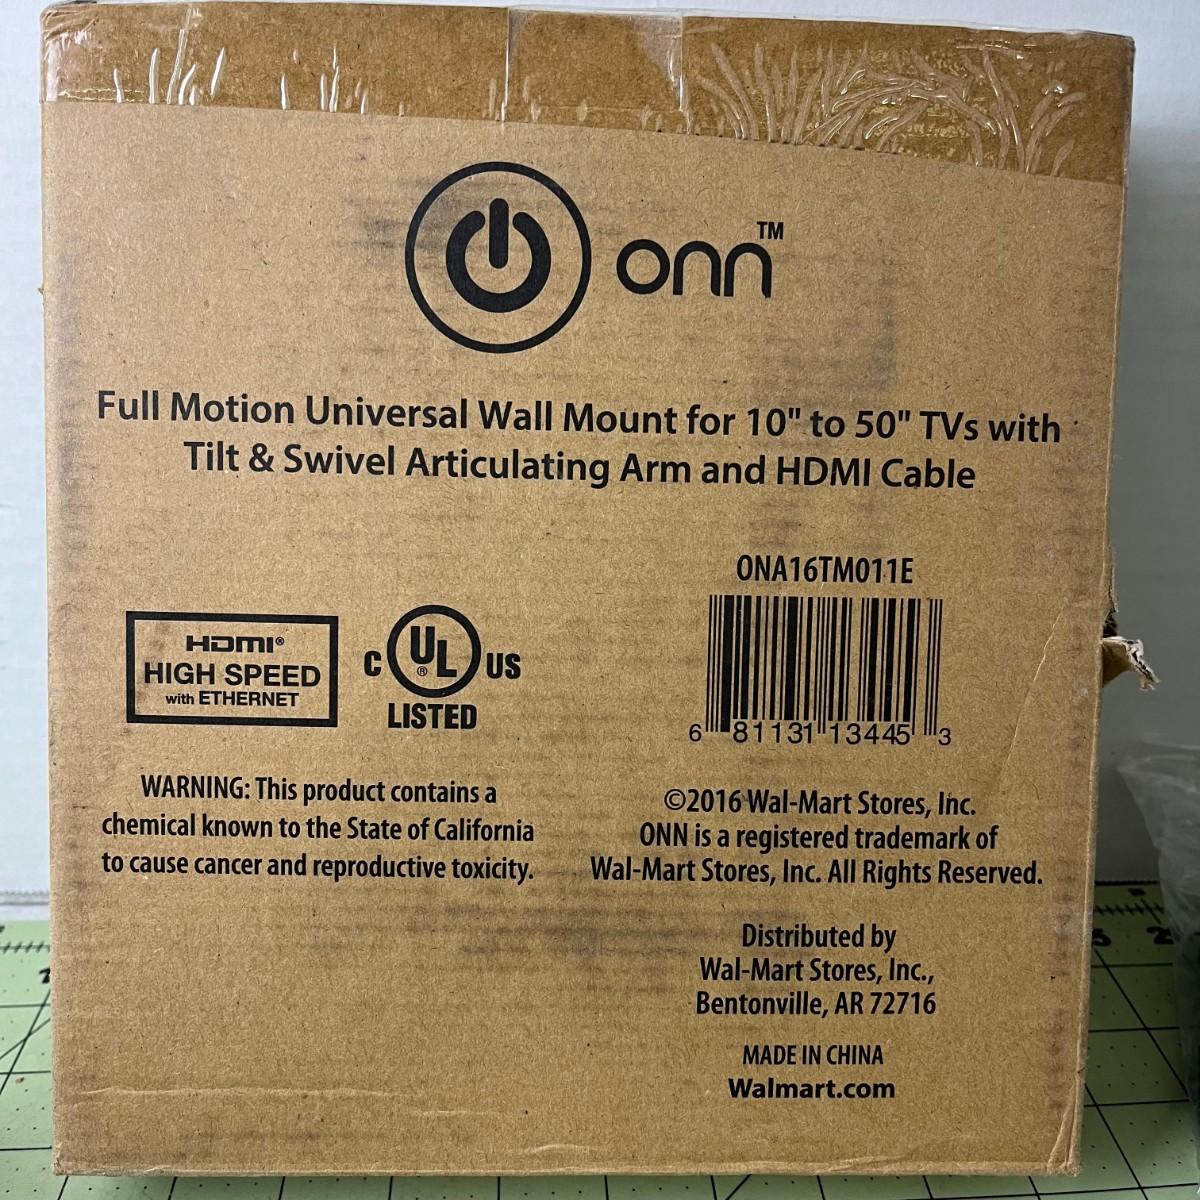 onn™
Full Motion Universal Wall Mount for 10" to 50" TVs with
Tilt & Swivel Articulating Arm and HDMI Cable
ONA16TM011E
HDMI®
HIGH SPEED
with ETHERNET
C UL® US
LISTED
6 81131 13445 3
WARNING: This product contains a
chemical known to the State of California
to cause cancer and reproductive toxicity.
©2016 Wal-Mart Stores, Inc.
ONN is a registered trademark of
Wal-Mart Stores, Inc. All Rights Reserved.
Distributed by
Wal-Mart Stores, Inc.,
Bentonville, AR 72716
MADE IN CHINA
Walmart.com